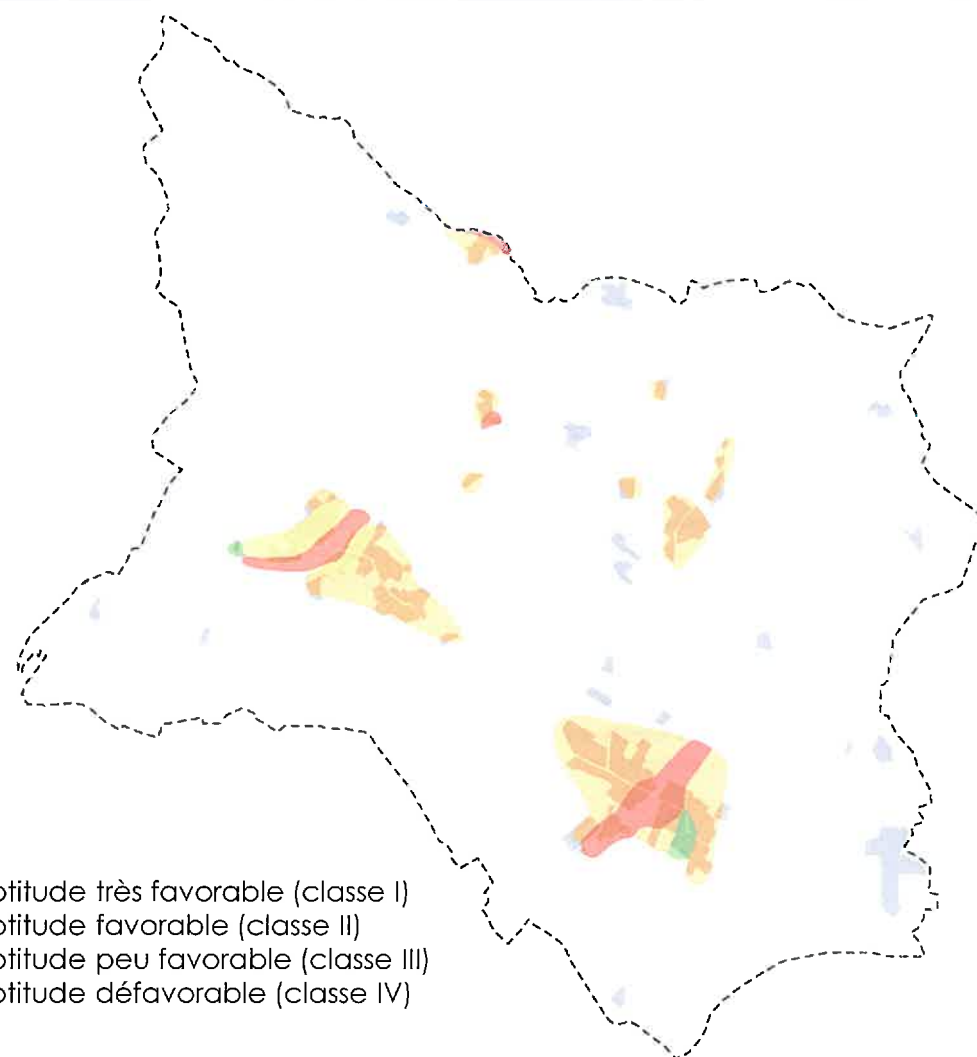 ptitude très favorable (classe I)
ptitude favorable (classe II)
ptitude peu favorable (classe III)
ptitude défavorable (classe IV)